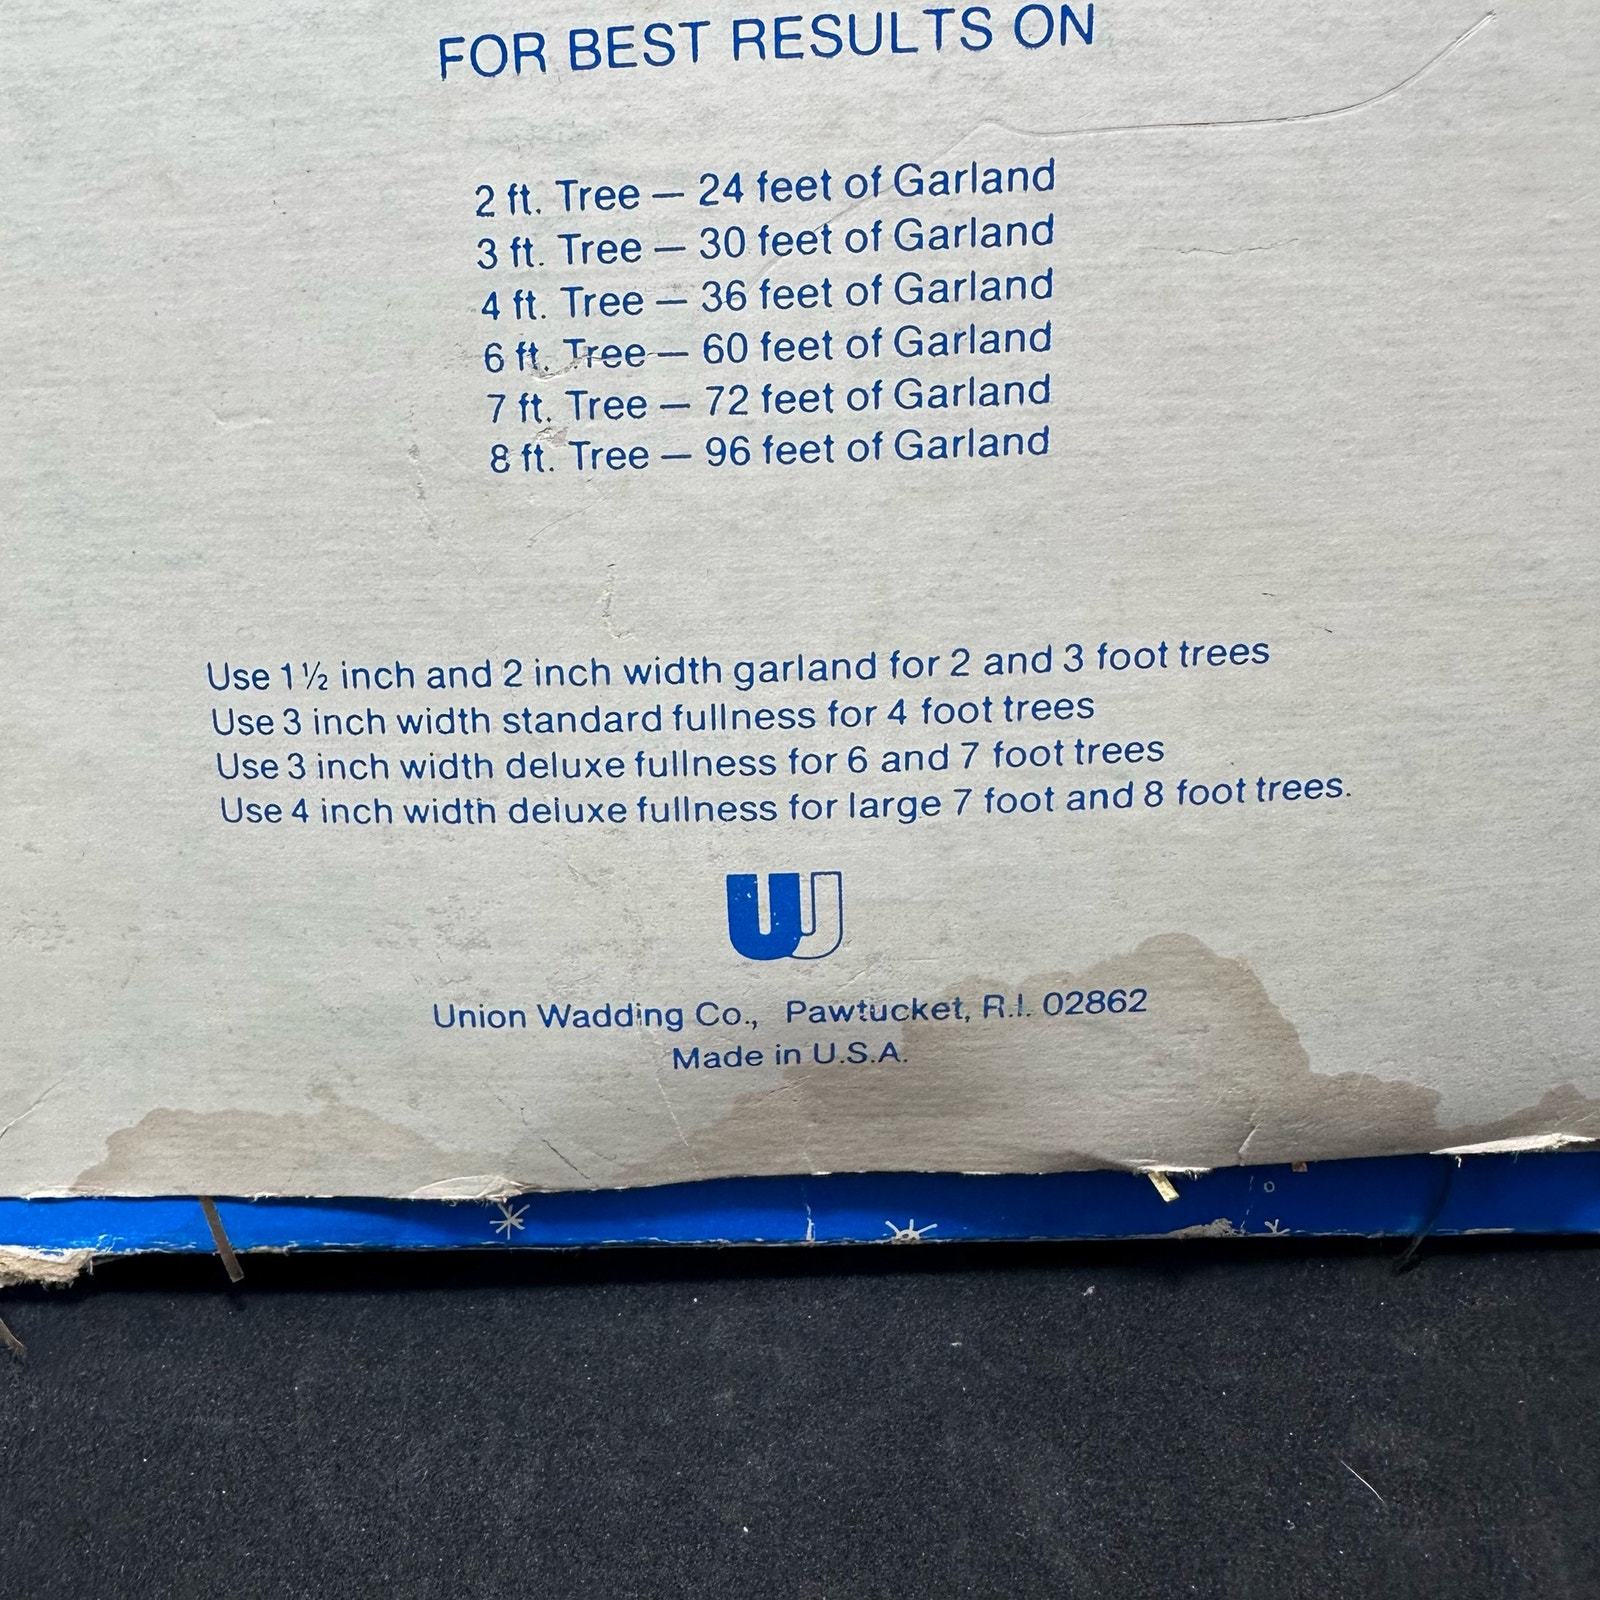 FOR BEST RESULTS ON
2 ft. Tree — 24 feet of Garland
3 ft. Tree — 30 feet of Garland
4 ft. Tree — 36 feet of Garland
6 ft. Tree — 60 feet of Garland
7 ft. Tree — 72 feet of Garland
8 ft. Tree — 96 feet of Garland
Use 1½ inch and 2 inch width garland for 2 and 3 foot trees
Use 3 inch width standard fullness for 4 foot trees
Use 3 inch width deluxe fullness for 6 and 7 foot trees
Use 4 inch width deluxe fullness for large 7 foot and 8 foot trees.
Union Wadding Co., Pawtucket, R.I. 02862
Made in U.S.A.